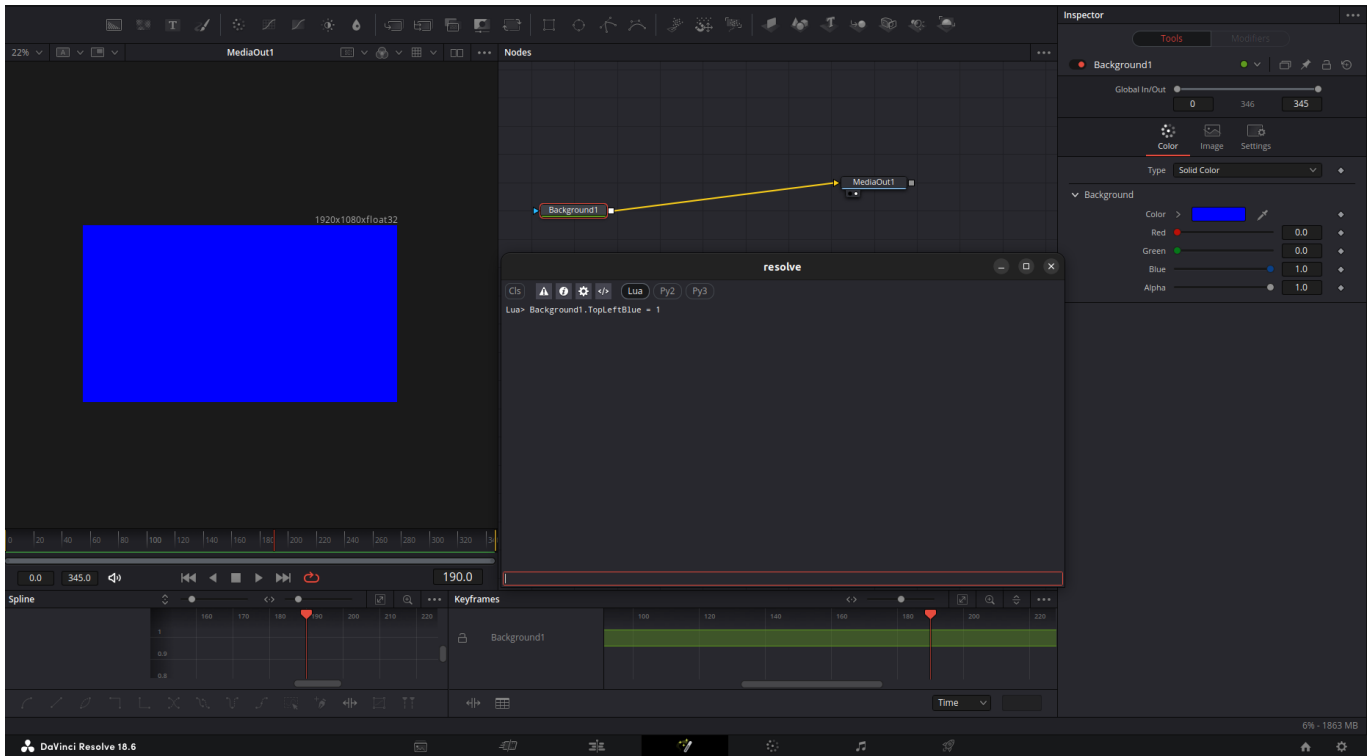 Inspector
Tools Modifiers
22% MediaOut1 Nodes
Background1
Global In/Out
0 346 345
Color Image Settings
Type Solid Color
Background
Color
Red 0.0
Green 0.0
Blue 1.0
Alpha 1.0
MediaOut1
Background1
1920x1080xfloat32
resolve
Cls Lua Py2 Py3
Lua> Background1.TopLeftBlue = 1
0 20 40 60 80 100 120 140 160 180 200 220 240 260 280 300 320
0.0 345.0 190.0
Spline Keyframes
160 170 180 190 200 210 220
1
0.9
0.8
100 120 140 160 180 200 220
Background1
Time
6% - 1863 MB
DaVinci Resolve 18.6